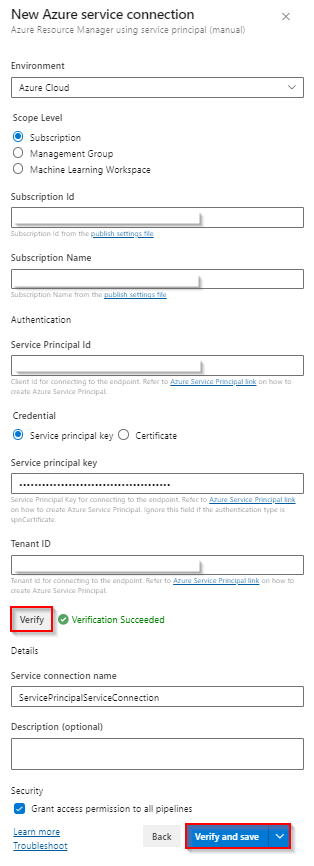 New Azure service connection
Azure Resource Manager using service principal (manual)
Environment
Azure Cloud
Scope Level
Subscription
Management Group
Machine Learning Workspace
Subscription Id
Subscription Id from the publish settings file
Subscription Name
Subscription Name from the publish settings file
Authentication
Service Principal Id
Client Id for connecting to the endpoint. Refer to Azure Service Principal link on how to
create Azure Service Principal.
Credential
Service principal key Certificate
Service principal key
Service Principal Key for connecting to the endpoint. Refer to Azure Service Principal link
on how to create Azure Service Principal. Ignore this field if the authentication type is
spnCertificate.
Tenant ID
Tenant Id for connecting to the endpoint. Refer to Azure Service Principal link on how to
create Azure Service Principal.
Verify Verification Succeeded
Details
Service connection name
ServicePrincipalServiceConnection
Description (optional)
Security
Grant access permission to all pipelines
Learn more
Troubleshoot
Back
Verify and save